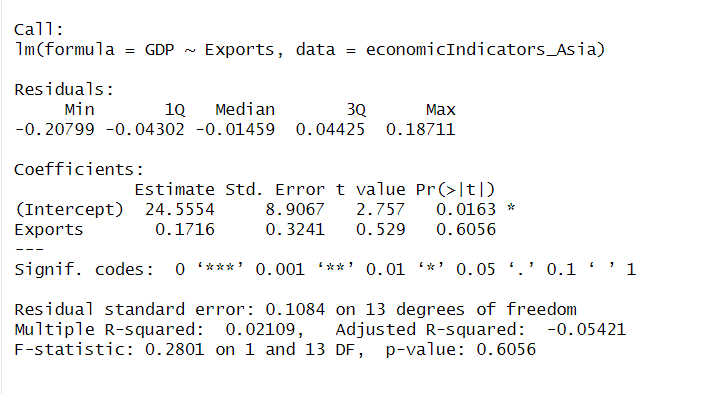 Call:
lm(formula = GDP ~ Exports, data = economicIndicators_Asia)
Residuals:
     Min       1Q   Median       3Q      Max
-0.20799 -0.04302 -0.01459  0.04425  0.18711
Coefficients:
            Estimate Std. Error t value Pr(>|t|)
(Intercept)  24.5554     8.9067   2.757   0.0163 *
Exports       0.1716     0.3241   0.529   0.6056
---
Signif. codes:  0 ‘***’ 0.001 ‘**’ 0.01 ‘*’ 0.05 ‘.’ 0.1 ‘ ’ 1
Residual standard error: 0.1084 on 13 degrees of freedom
Multiple R-squared:  0.02109,   Adjusted R-squared:  -0.05421
F-statistic: 0.2801 on 1 and 13 DF,  p-value: 0.6056